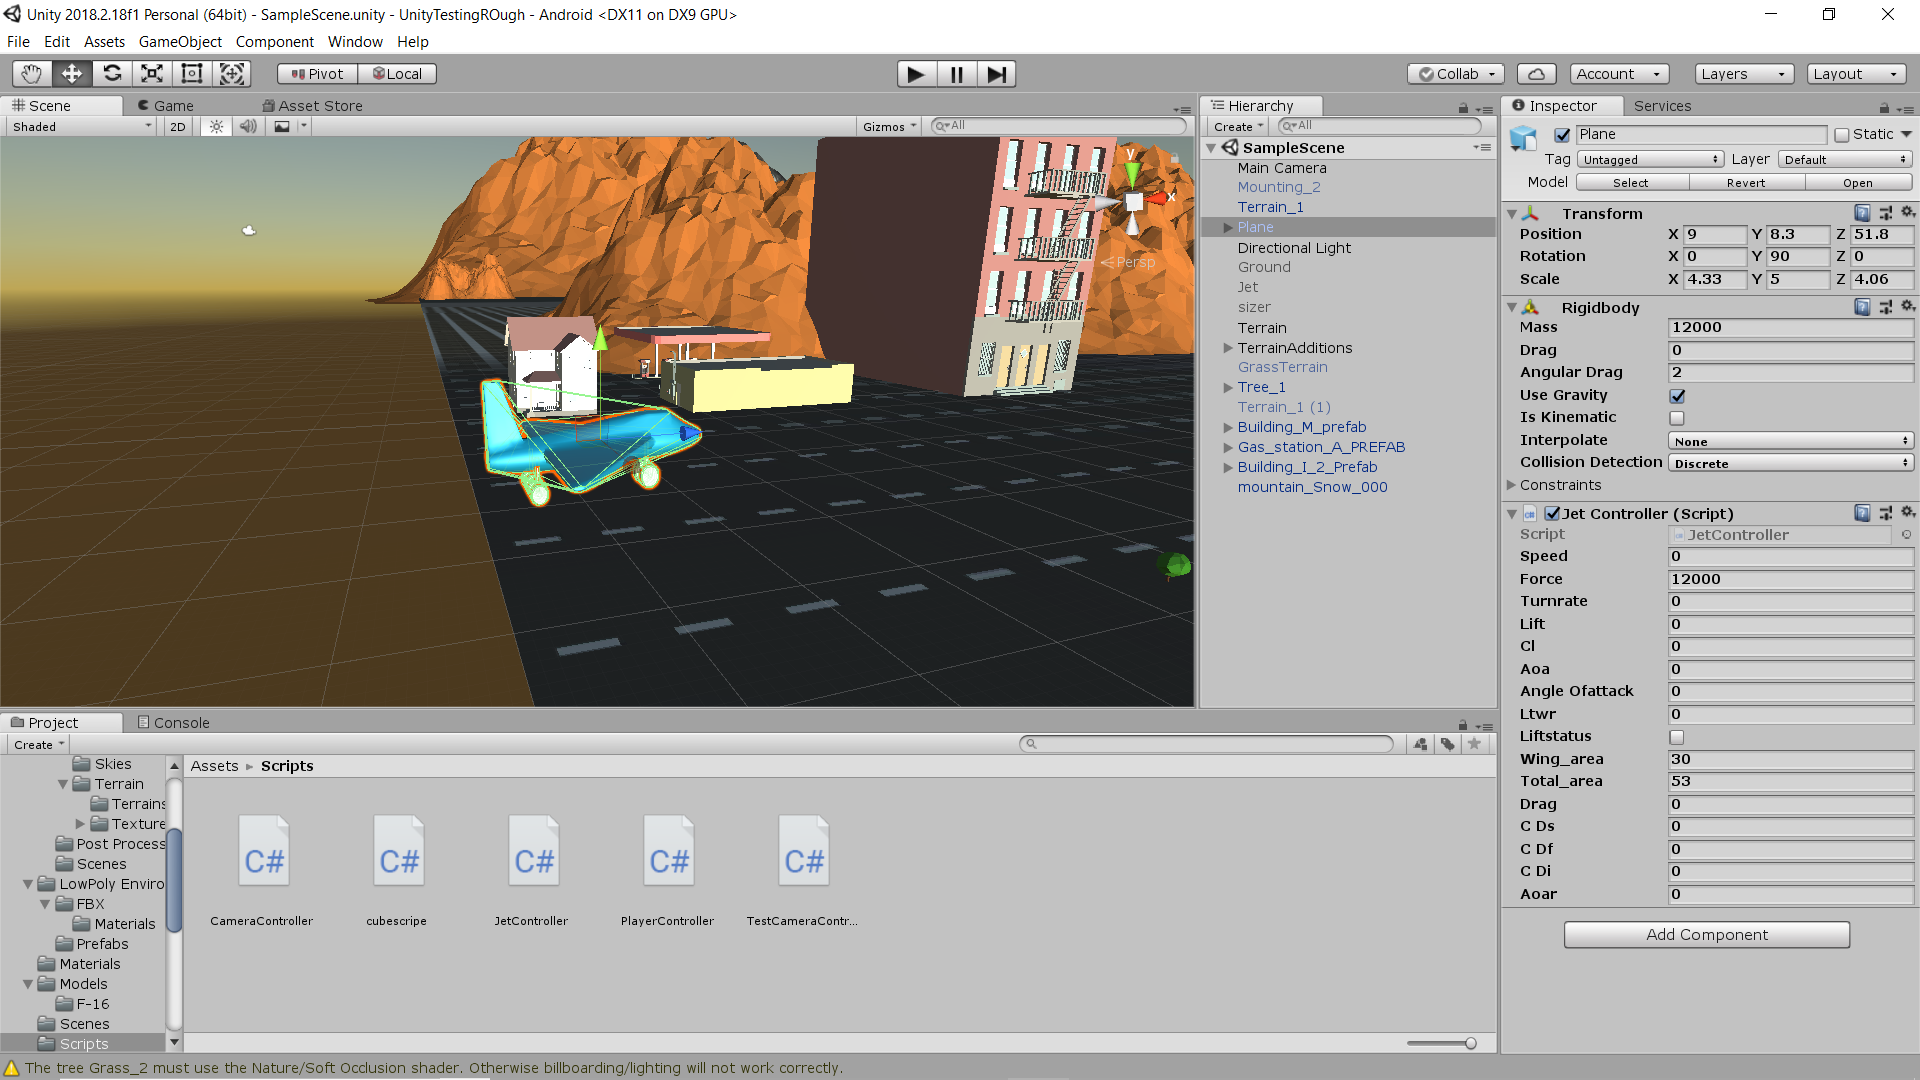 Unity 2018.2.18f1 Personal (64bit) - SampleScene.unity - UnityTestingROugh - Android <DX11 on DX9 GPU>
File Edit Assets GameObject Component Window Help
Pivot Local Collab Account Layers Layout
Scene Game Asset Store
Shaded 2D Gizmos All
y
x
Persp
Hierarchy
Create All
SampleScene
Main Camera
Mounting_2
Terrain_1
Plane
Directional Light
Ground
Jet
sizer
Terrain
TerrainAdditions
GrassTerrain
Tree_1
Terrain_1 (1)
Building_M_prefab
Gas_station_A_PREFAB
Building_I_2_Prefab
mountain_Snow_000
Inspector Services
Plane Static
Tag Untagged Layer Default
Model Select Revert Open
Transform
Position X 9 Y 8.3 Z 51.8
Rotation X 0 Y 90 Z 0
Scale X 4.33 Y 5 Z 4.06
Rigidbody
Mass 12000
Drag 0
Angular Drag 2
Use Gravity
Is Kinematic
Interpolate None
Collision Detection Discrete
Constraints
C# Jet Controller (Script)
Script JetController
Speed 0
Force 12000
Turnrate 0
Lift 0
Cl 0
Aoa 0
Angle Ofattack 0
Ltwr 0
Liftstatus
Wing_area 30
Total_area 53
Drag 0
C Ds 0
C Df 0
C Di 0
Aoar 0
Add Component
Project Console
Create
Skies
Terrain
Terrains
Texture
Post Process
Scenes
LowPoly Enviro
FBX
Materials
Prefabs
Materials
Models
F-16
Scenes
Scripts
Assets Scripts
C# C# C# C# C#
CameraController cubescripe JetController PlayerController TestCameraContr...
The tree Grass_2 must use the Nature/Soft Occlusion shader. Otherwise billboarding/lighting will not work correctly.